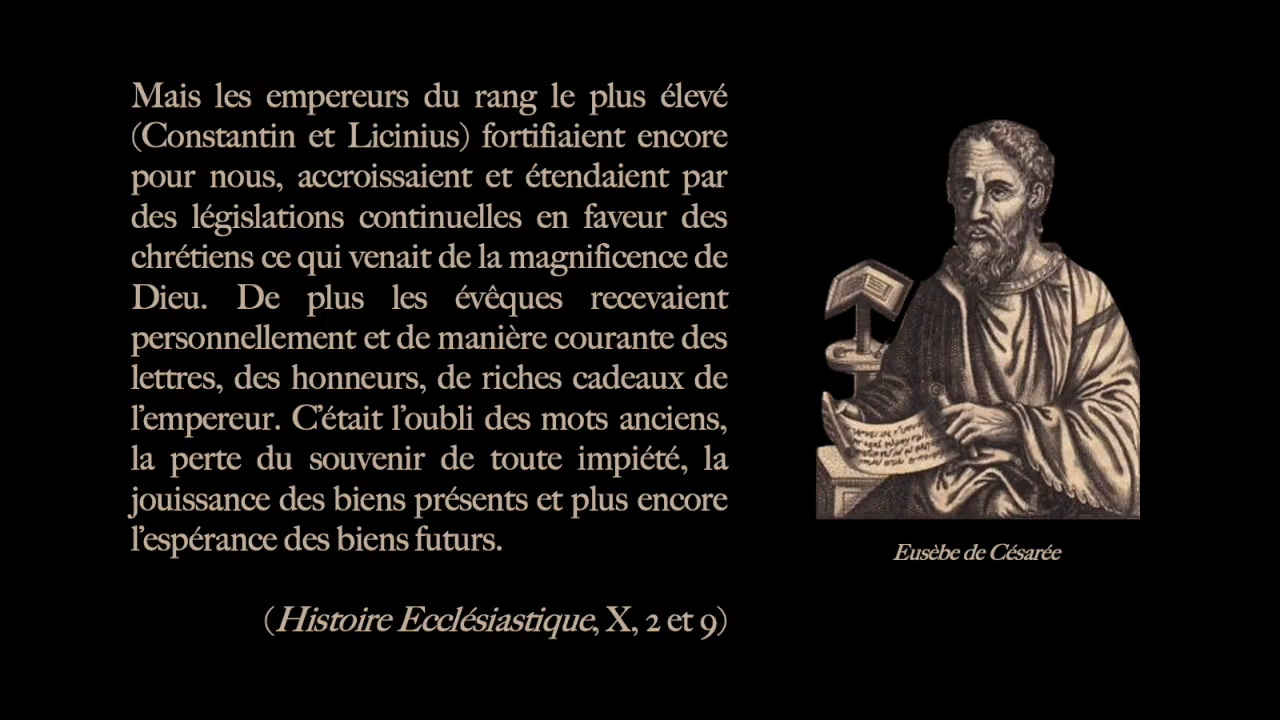 Mais les empereurs du rang le plus élevé
(Constantin et Licinius) fortifiaient encore
pour nous, accroissaient et étendaient par
des législations continuelles en faveur des
chrétiens ce qui venait de la magnificence de
Dieu. De plus les évêques recevaient
personnellement et de manière courante des
lettres, des honneurs, de riches cadeaux de
l'empereur. C'était l'oubli des mots anciens,
la perte du souvenir de toute impiété, la
jouissance des biens présents et plus encore
l'espérance des biens futurs.
(Histoire Ecclésiastique, X, 2 et 9)
Eusèbe de Césarée